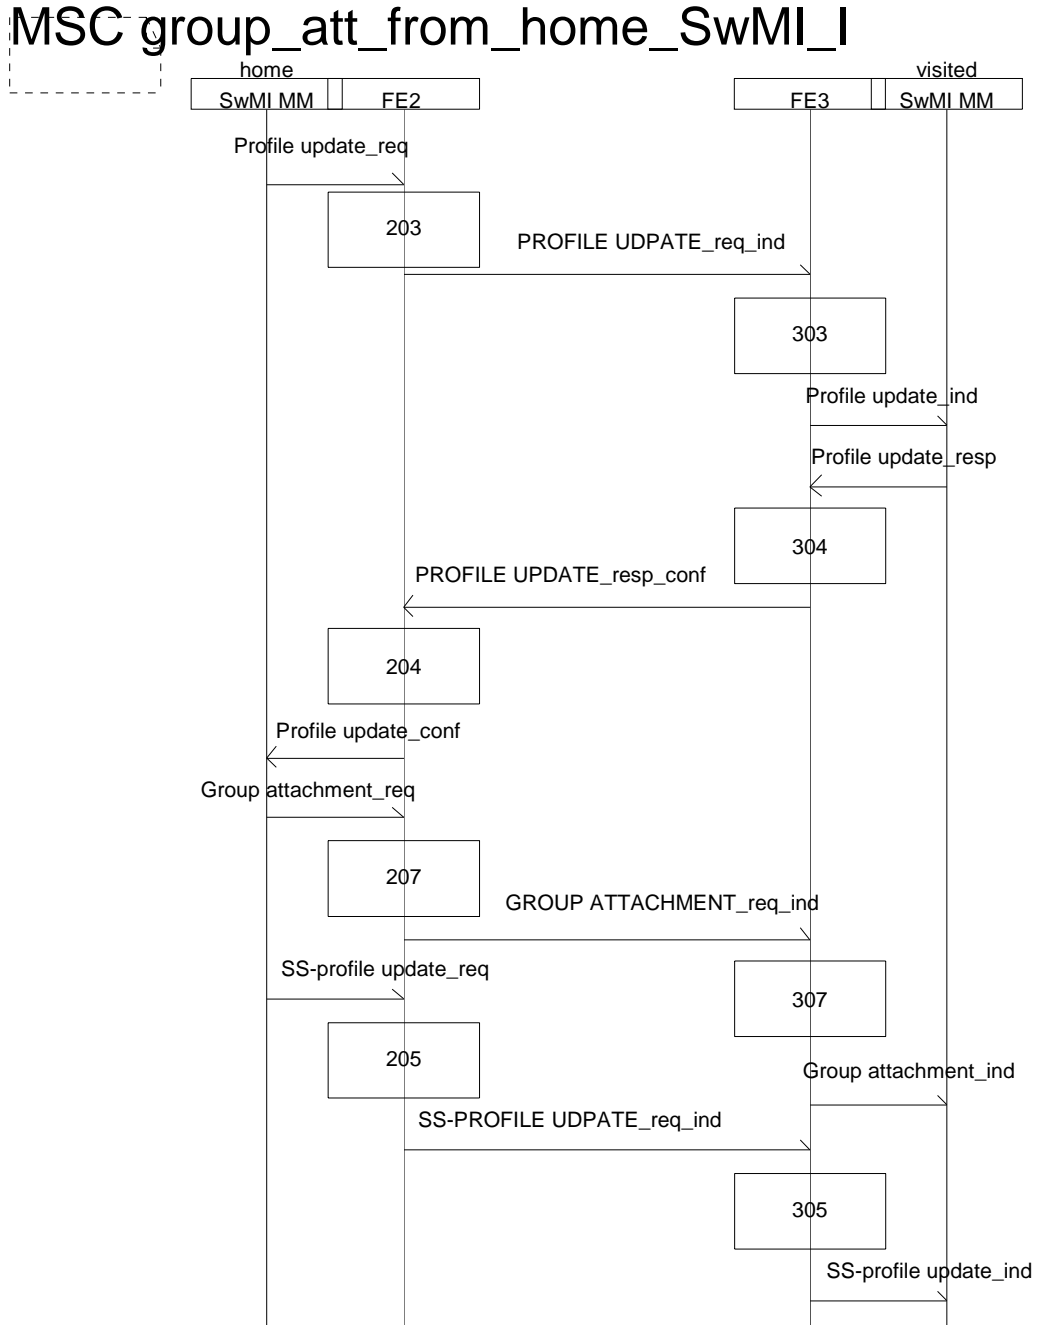 MSC group_att_from_home_SwMI_I
home
visited
SwMI MM
FE2
FE3
SwMI MM
Profile update_req
203
PROFILE UDPATE_req_ind
303
Profile update_ind
Profile update_resp
304
PROFILE UPDATE_resp_conf
204
Profile update_conf
Group attachment_req
207
GROUP ATTACHMENT_req_ind
SS-profile update_req
307
205
Group attachment_ind
SS-PROFILE UDPATE_req_ind
305
SS-profile update_ind